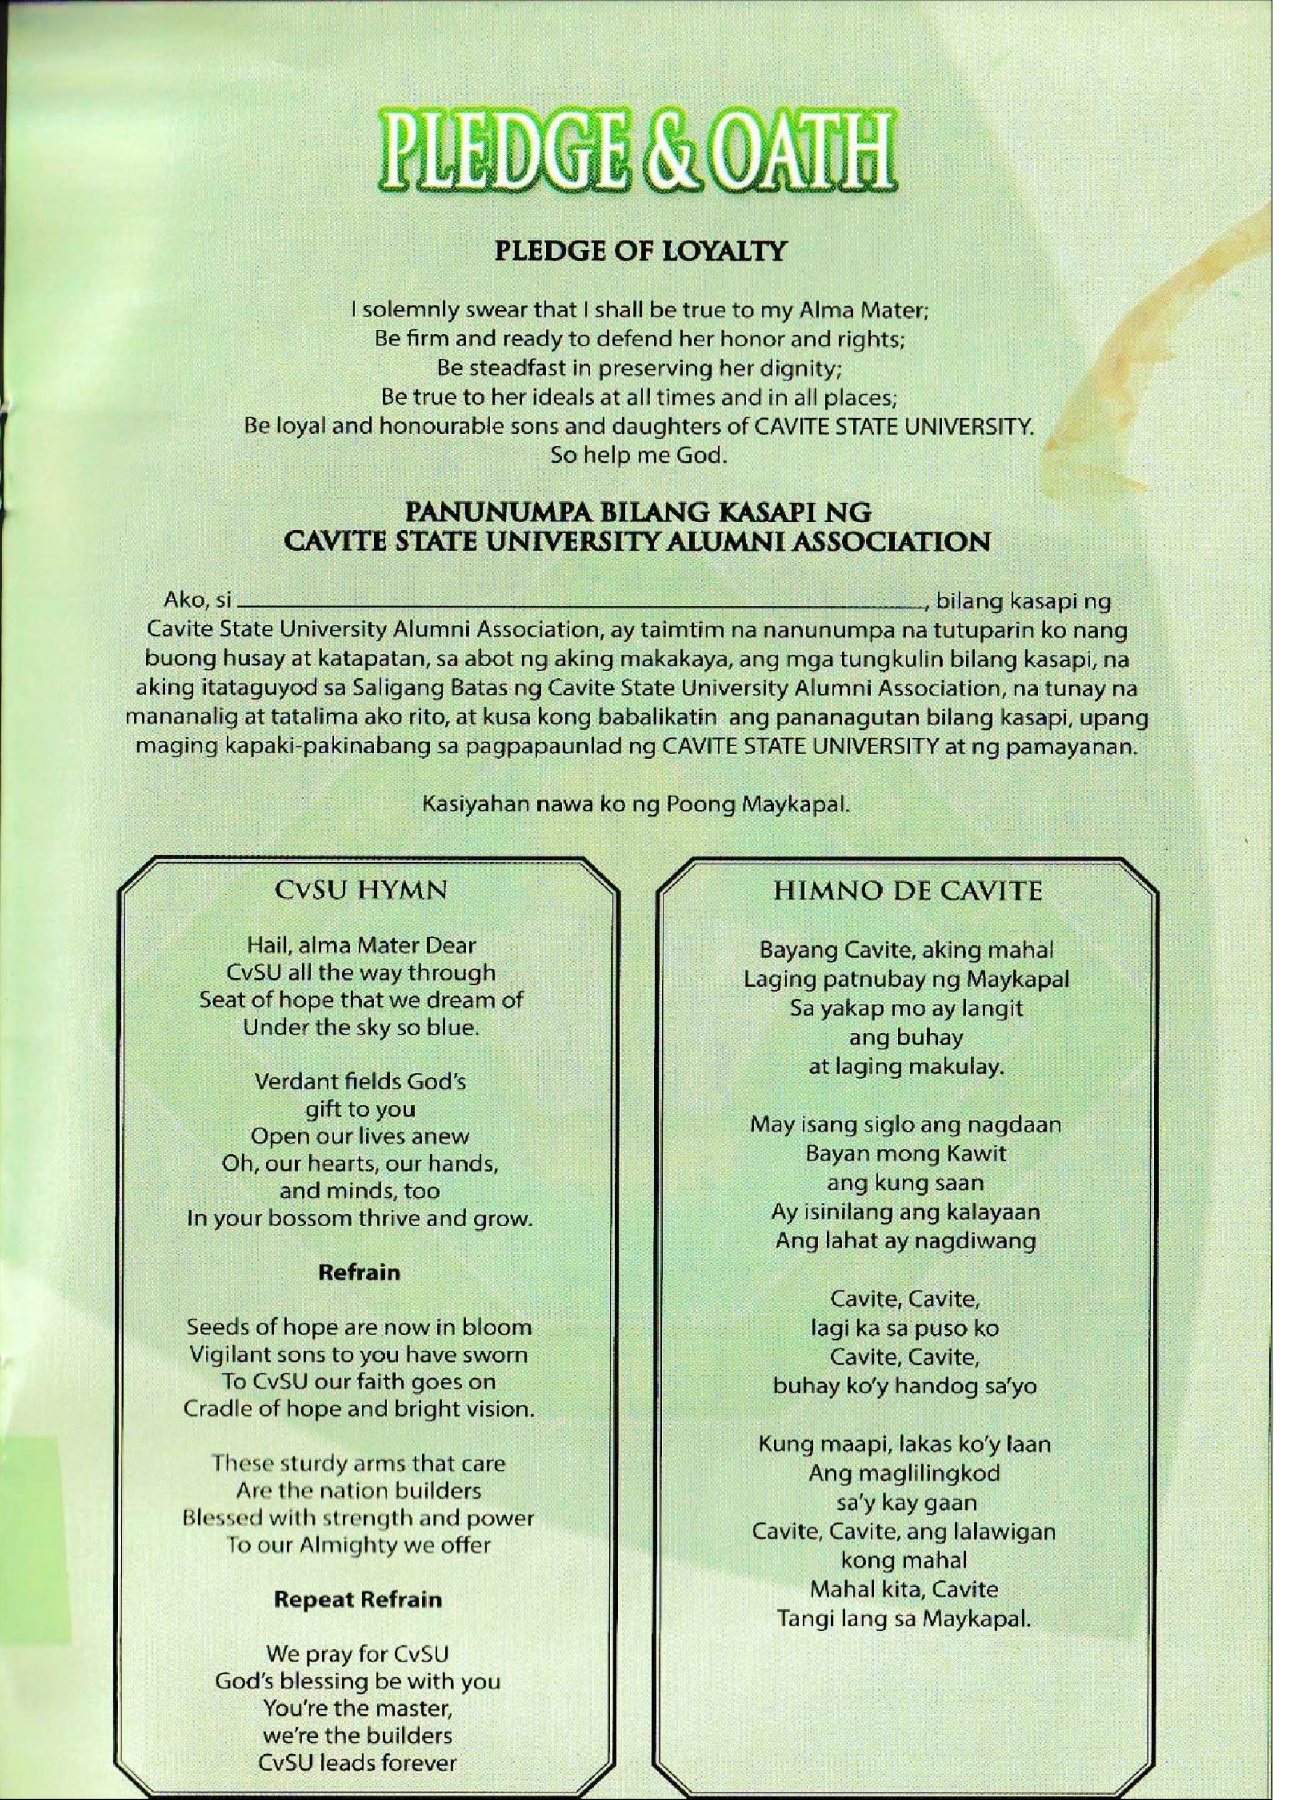 PLEDGE & OATH
PLEDGE OF LOYALTY
I solemnly swear that I shall be true to my Alma Mater;
Be firm and ready to defend her honor and rights;
Be steadfast in preserving her dignity;
Be true to her ideals at all times and in all places;
Be loyal and honourable sons and daughters of CAVITE STATE UNIVERSITY.
So help me God.
PANUNUMPA BILANG KASAPI NG
CAVITE STATE UNIVERSITY ALUMNI ASSOCIATION
Ako, si ________________________, bilang kasapi ng
Cavite State University Alumni Association, ay taimtim na nanunumpa na tutuparin ko nang
buong husay at katapatan, sa abot ng aking makakaya, ang mga tungkulin bilang kasapi, na
aking itataguyod sa Saligang Batas ng Cavite State University Alumni Association, na tunay na
mananalig at tatalima ako rito, at kusa kong babalikatin ang pananagutan bilang kasapi, upang
maging kapaki-pakinabang sa pagpapaunlad ng CAVITE STATE UNIVERSITY at ng pamayanan.
Kasiyahan nawa ko ng Poong Maykapal.
CvSU HYMN
Hail, alma Mater Dear
CvSU all the way through
Seat of hope that we dream of
Under the sky so blue.
Verdant fields God's
gift to you
Open our lives anew
Oh, our hearts, our hands,
and minds, too
In your bossom thrive and grow.
Refrain
Seeds of hope are now in bloom
Vigilant sons to you have sworn
To CvSU our faith goes on
Cradle of hope and bright vision.
These sturdy arms that care
Are the nation builders
Blessed with strength and power
To our Almighty we offer
Repeat Refrain
We pray for CvSU
God's blessing be with you
You're the master,
we're the builders
CvSU leads forever
HIMNO DE CAVITE
Bayang Cavite, aking mahal
Laging patnubay ng Maykapal
Sa yakap mo ay langit
ang buhay
at laging makulay.
May isang siglo ang nagdaan
Bayan mong Kawit
ang kung saan
Ay isinilang ang kalayaan
Ang lahat ay nagdiwang
Cavite, Cavite,
lagi ka sa puso ko
Cavite, Cavite,
buhay ko'y handog sa'yo
Kung maapi, lakas ko'y laan
Ang maglilingkod
sa'y kay gaan
Cavite, Cavite, ang lalawigan
kong mahal
Mahal kita, Cavite
Tangi lang sa Maykapal.